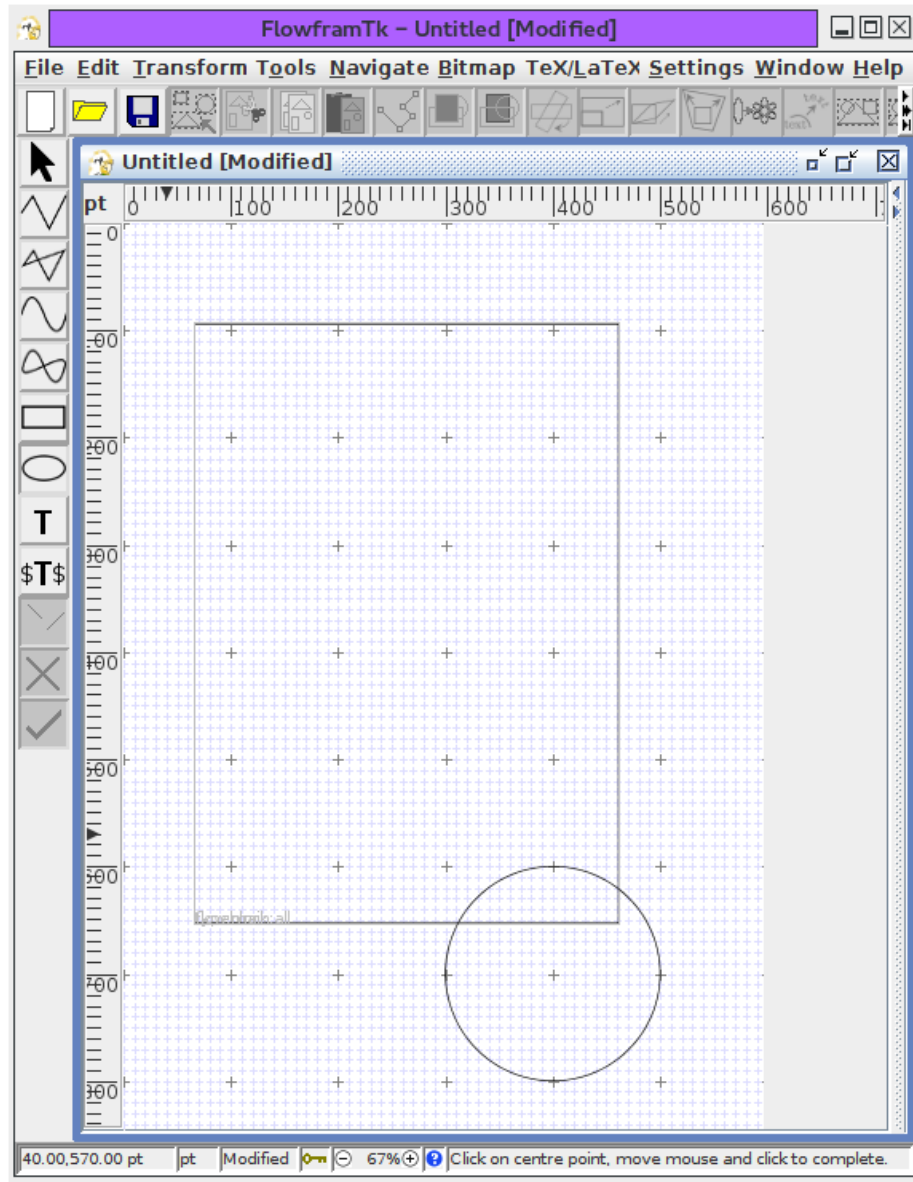 FlowframTk – Untitled [Modified]
File Edit Transform Tools Navigate Bitmap TeX/LaTeX Settings Window Help
Untitled [Modified]
pt 0 100 200 300 400 500 600
0
T
$T$
40.00,570.00 pt pt Modified 67% Click on centre point, move mouse and click to complete.